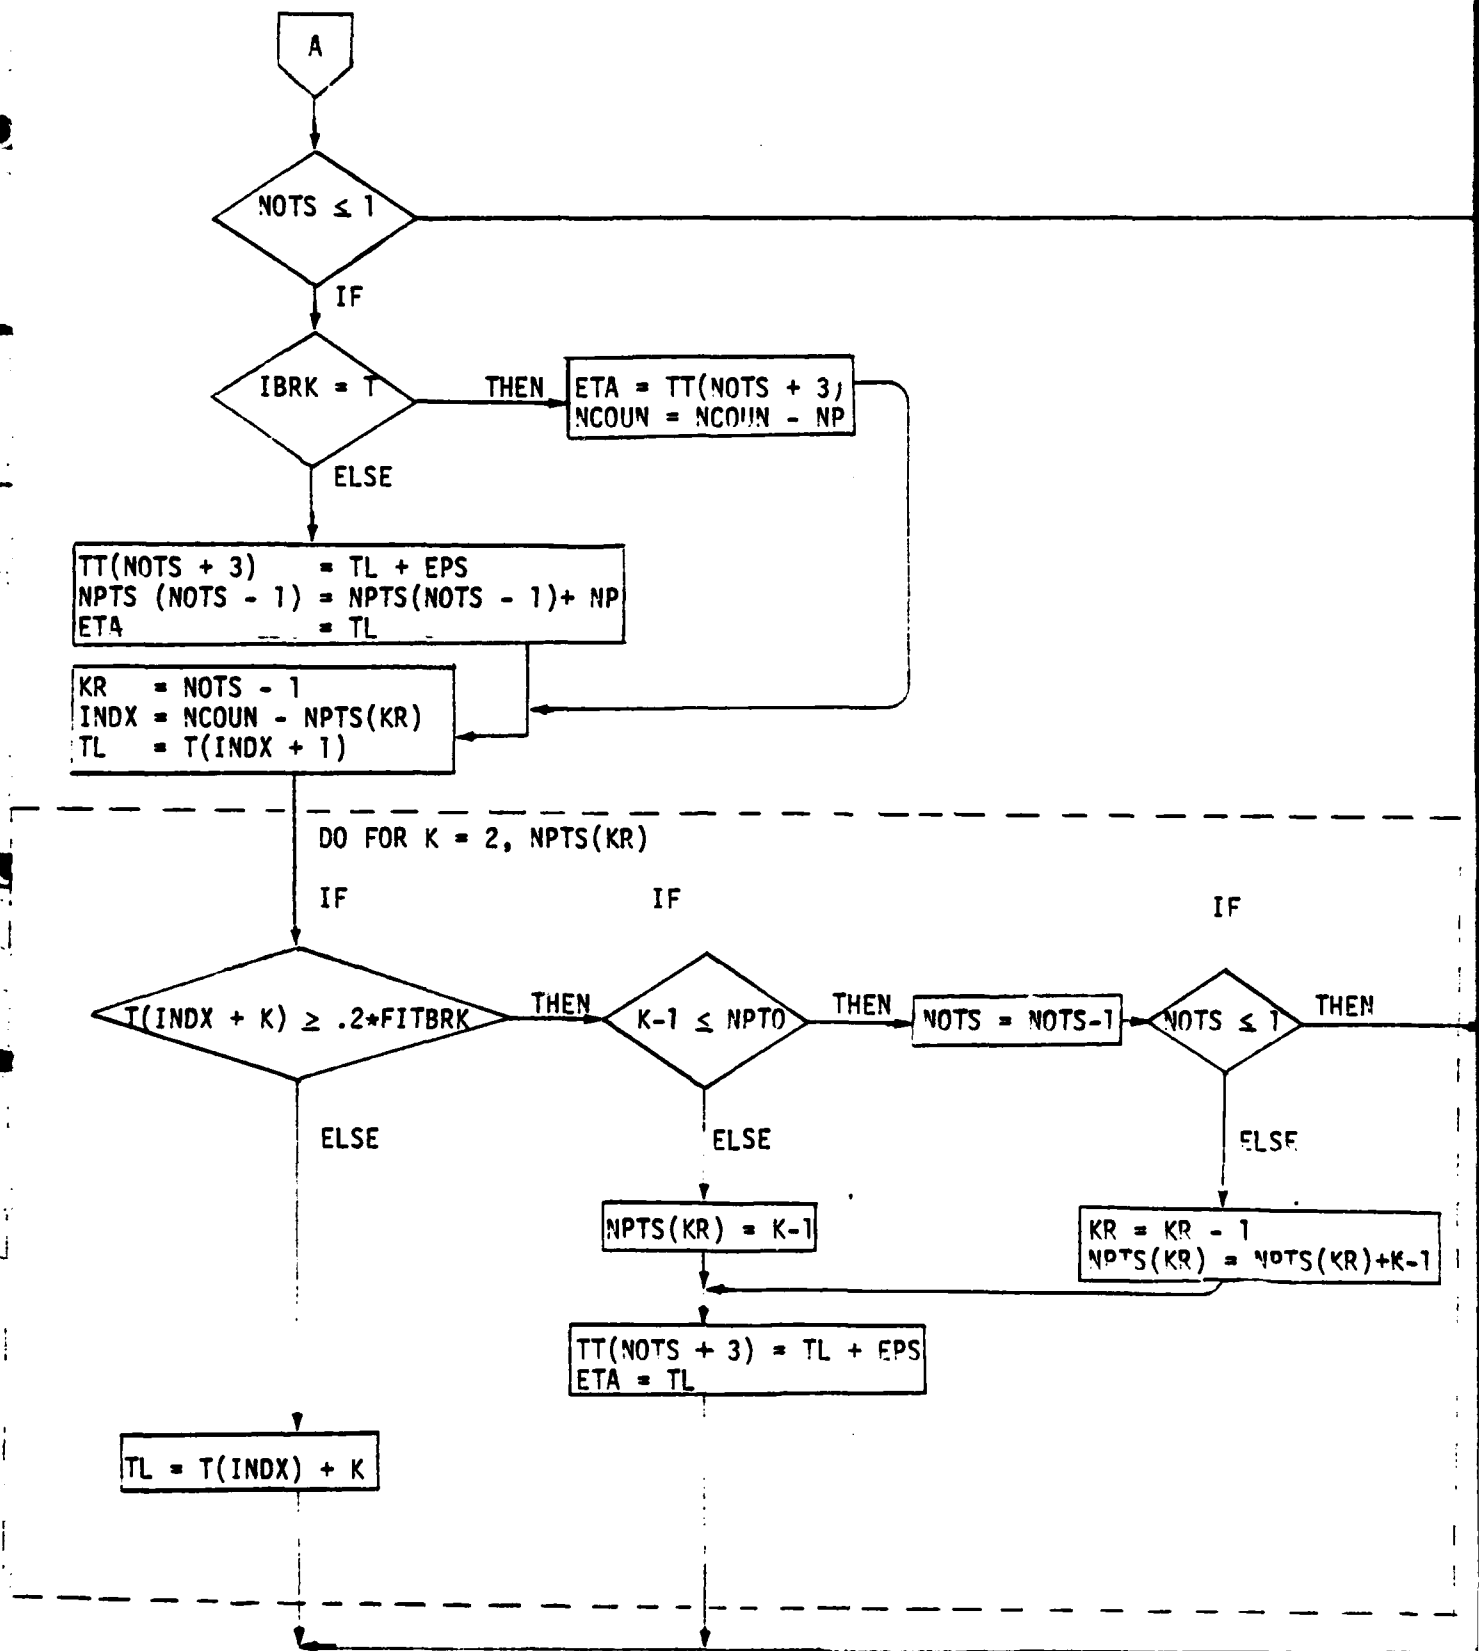 A
NOTS ≤ 1
IF
IBRK = T
THEN
ETA = TT(NOTS + 3)
NCOUN = NCOUN - NP
ELSE
TT(NOTS + 3) = TL + EPS
NPTS (NOTS - 1) = NPTS(NOTS - 1)+ NP
ETA = TL
KR = NOTS - 1
INDX = NCOUN - NPTS(KR)
TL = T(INDX + 1)
DO FOR K = 2, NPTS(KR)
IF
IF
IF
T(INDX + K) ≥ .2*FITBRK
THEN
K-1 ≤ NPTO
THEN
NOTS = NOTS-1
NOTS ≤ 1
THEN
ELSE
ELSE
ELSE
NPTS(KR) = K-1
KR = KR - 1
NPTS(KR) = NPTS(KR)+K-1
TT(NOTS + 3) = TL + EPS
ETA = TL
TL = T(INDX) + K